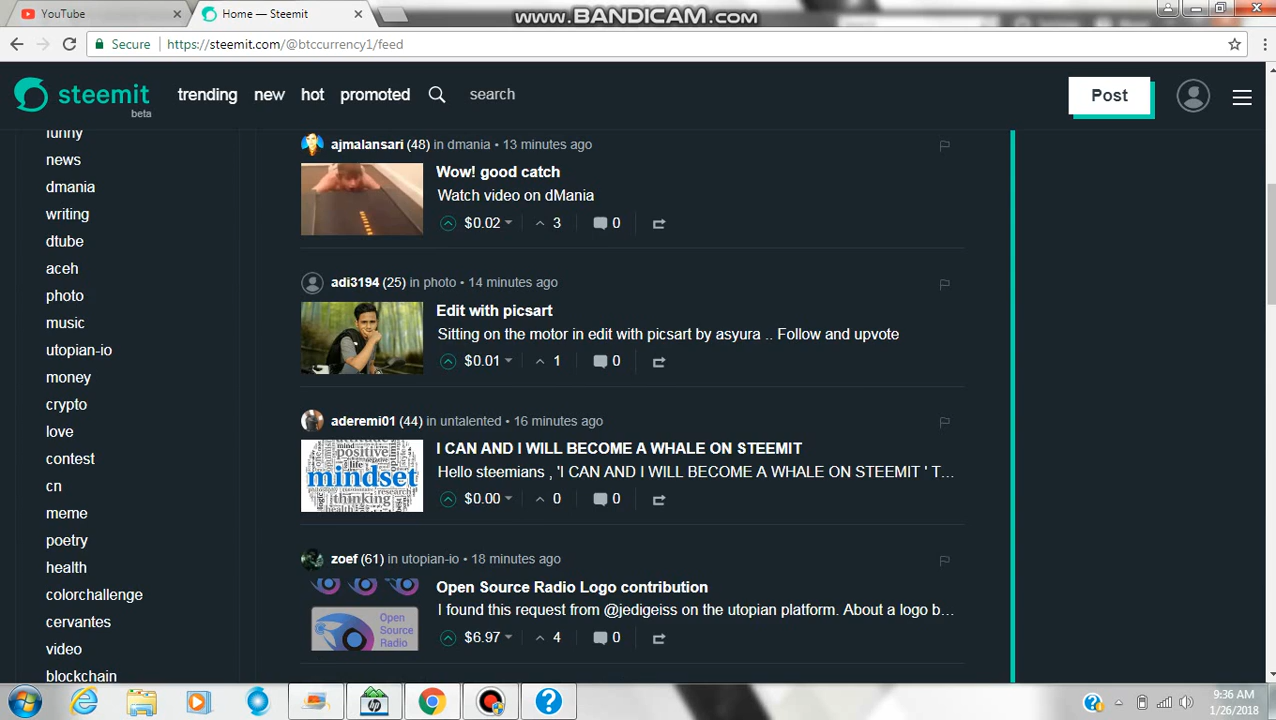 YouTube
Home — Steemit
www.BANDICAM.com
Secure
https://steemit.com/@btccurrency1/feed
steemit
beta
trending
new
hot
promoted
search
Post
funny
news
dmania
writing
dtube
aceh
photo
music
utopian-io
money
crypto
love
contest
cn
meme
poetry
health
colorchallenge
cervantes
video
blockchain
ajmalansari (48) in dmania • 13 minutes ago
Wow! good catch
Watch video on dMania
$0.02
3
0
adi3194 (25) in photo • 14 minutes ago
Edit with picsart
Sitting on the motor in edit with picsart by asyura .. Follow and upvote
$0.01
1
0
aderemi01 (44) in untalented • 16 minutes ago
I CAN AND I WILL BECOME A WHALE ON STEEMIT
Hello steemians , 'I CAN AND I WILL BECOME A WHALE ON STEEMIT ' T...
mind
positive
life
mindset
thinking
health
research
$0.00
0
0
zoef (61) in utopian-io • 18 minutes ago
Open Source Radio Logo contribution
I found this request from @jedigeiss on the utopian platform. About a logo b...
Open
Source
Radio
$6.97
4
0
hp
9:36 AM
1/26/2018